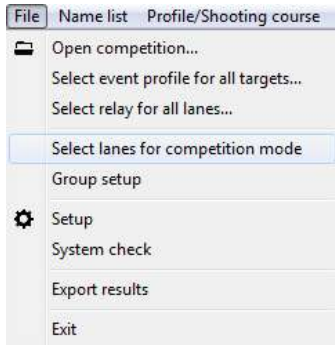 File Name list Profile/Shooting course
Open competition...
Select event profile for all targets...
Select relay for all lanes...
Select lanes for competition mode
Group setup
Setup
System check
Export results
Exit